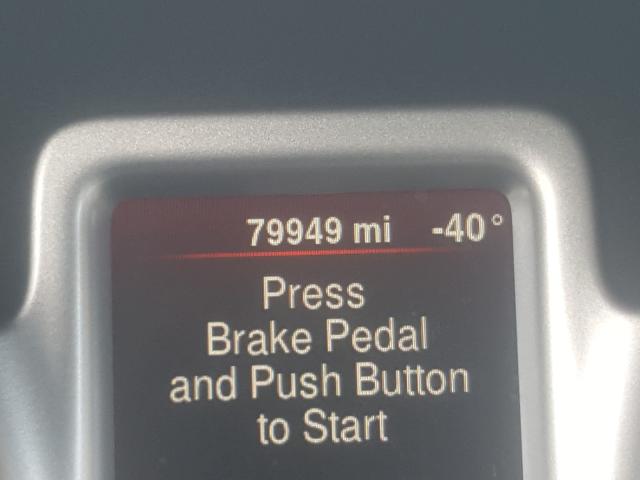 79949 mi -40°
Press
Brake Pedal
and Push Button
to Start